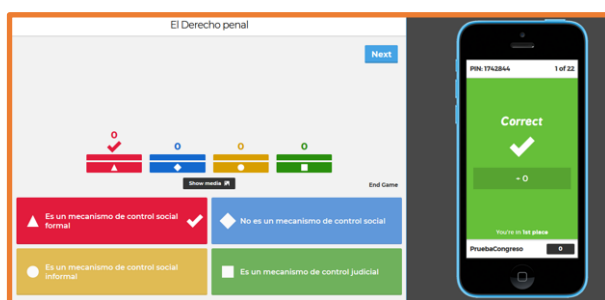 El Derecho penal
Next
0
0
0
0
Show media
End Game
Es un mecanismo de control social
formal
No es un mecanismo de control social
Es un mecanismo de control social
informal
Es un mecanismo de control judicial
PIN: 1742844
1 of 22
Correct
+ 0
You're in 1st place
PruebaCongreso
0